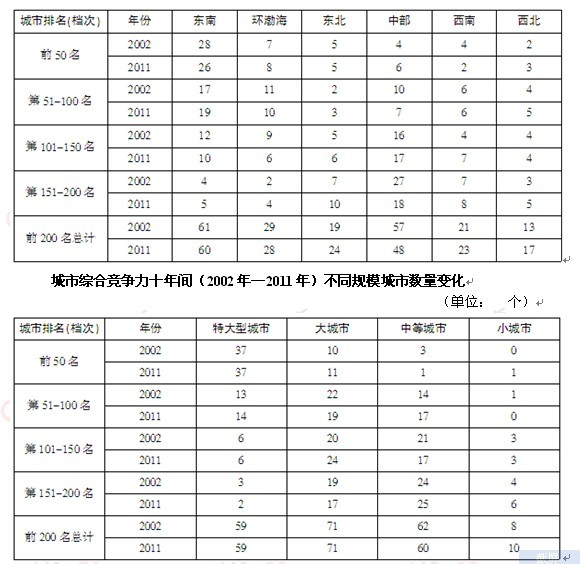 城市排名(档次) 年份 东南 环渤海 东北 中部 西南 西北
前50名 2002 28 7 5 4 4 2
2011 26 8 5 6 2 3
第51-100名 2002 17 11 2 10 6 4
2011 19 10 3 7 6 5
第101-150名 2002 12 9 5 16 4 4
2011 10 6 6 17 7 4
第151-200名 2002 4 2 7 27 7 3
2011 5 4 10 18 8 5
前200名总计 2002 61 29 19 57 21 13
2011 60 28 24 48 23 17
城市综合竞争力十年间（2002年—2011年）不同规模城市数量变化
（单位： 个）
城市排名(档次) 年份 特大型城市 大城市 中等城市 小城市
前50名 2002 37 10 3 0
2011 37 11 1 1
第51-100名 2002 13 22 14 1
2011 14 19 17 0
第101-150名 2002 6 20 21 3
2011 6 24 17 3
第151-200名 2002 3 19 24 4
2011 2 17 25 6
前200名总计 2002 59 71 62 8
2011 59 71 60 10